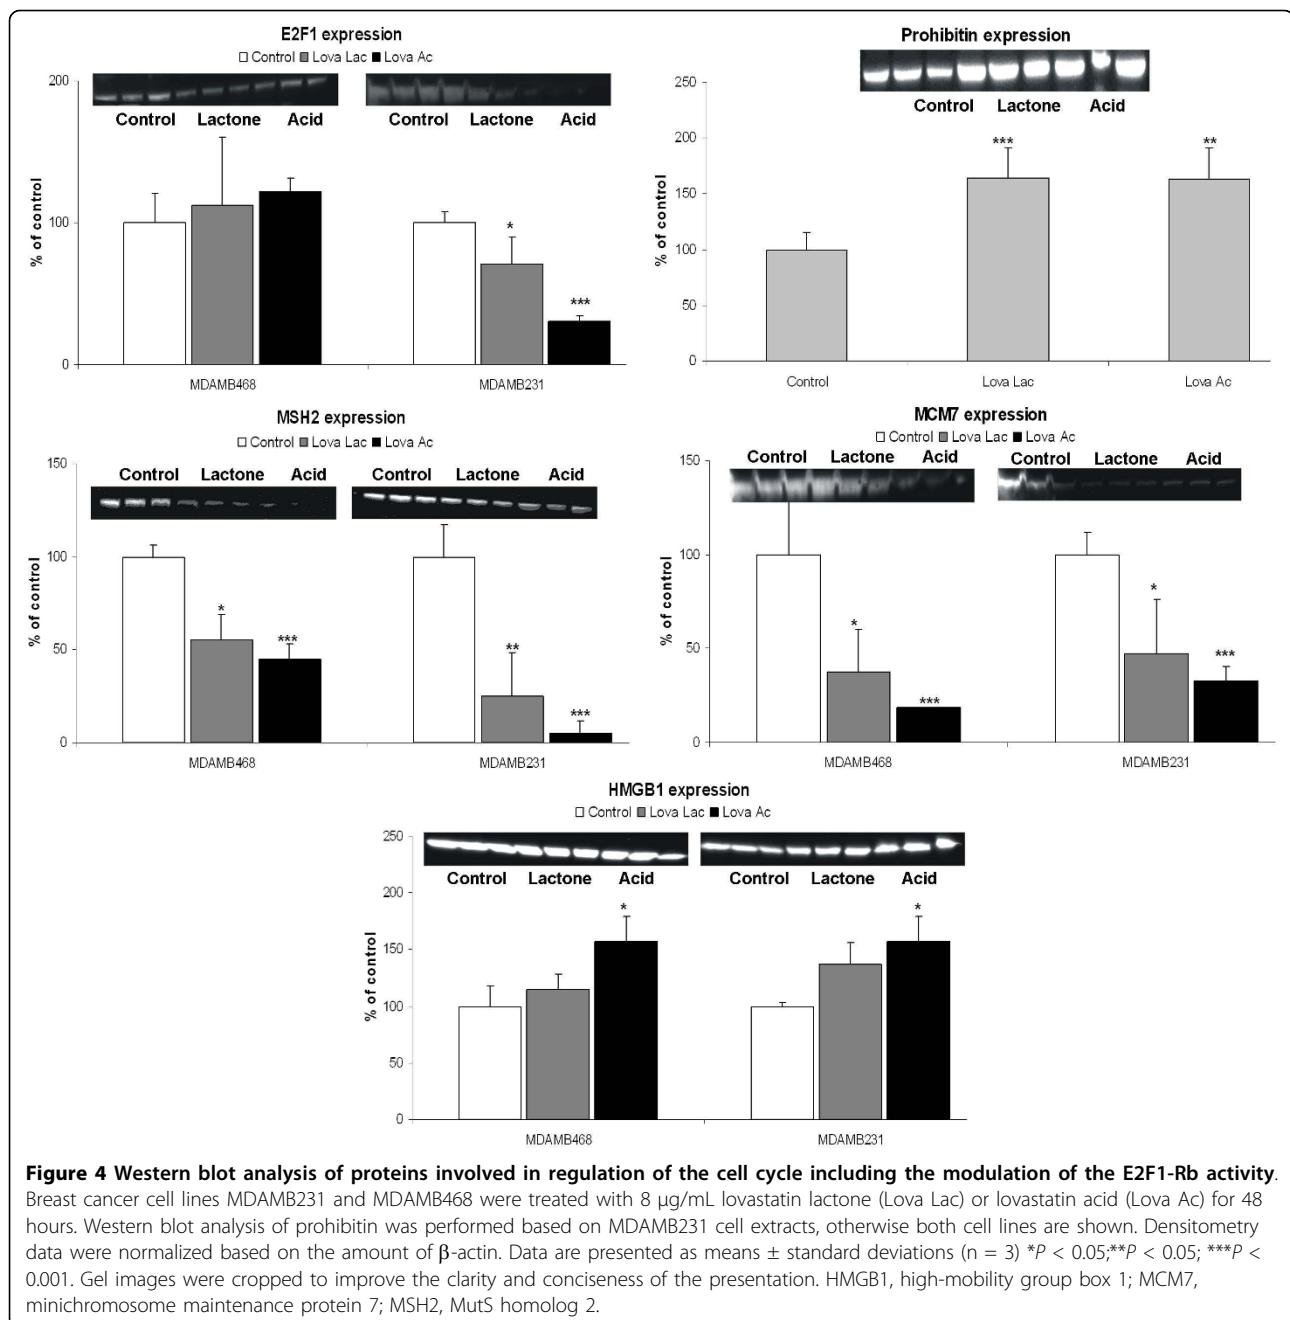 E2F1 expression
Control Lova Lac Lova Ac
200
100
0
% of control
Control Lactone Acid
Control Lactone Acid
*
***
MDAMB468 MDAMB231
Prohibitin expression
250
200
150
100
50
0
% of control
Control Lactone Acid
***
**
Control Lova Lac Lova Ac
MSH2 expression
Control Lova Lac Lova Ac
150
100
50
0
% of control
Control Lactone Acid
Control Lactone Acid
*
***
**
***
MDAMB468 MDAMB231
MCM7 expression
Control Lova Lac Lova Ac
150
100
50
0
% of control
Control Lactone Acid
Control Lactone Acid
*
***
*
***
MDAMB468 MDAMB231
HMGB1 expression
Control Lova Lac Lova Ac
250
200
150
100
50
0
% of control
Control Lactone Acid
Control Lactone Acid
*
*
MDAMB468 MDAMB231
Figure 4 Western blot analysis of proteins involved in regulation of the cell cycle including the modulation of the E2F1-Rb activity.
Breast cancer cell lines MDAMB231 and MDAMB468 were treated with 8 μg/mL lovastatin lactone (Lova Lac) or lovastatin acid (Lova Ac) for 48
hours. Western blot analysis of prohibitin was performed based on MDAMB231 cell extracts, otherwise both cell lines are shown. Densitometry
data were normalized based on the amount of β-actin. Data are presented as means ± standard deviations (n = 3) *P < 0.05;**P < 0.05; ***P <
0.001. Gel images were cropped to improve the clarity and conciseness of the presentation. HMGB1, high-mobility group box 1; MCM7,
minichromosome maintenance protein 7; MSH2, MutS homolog 2.